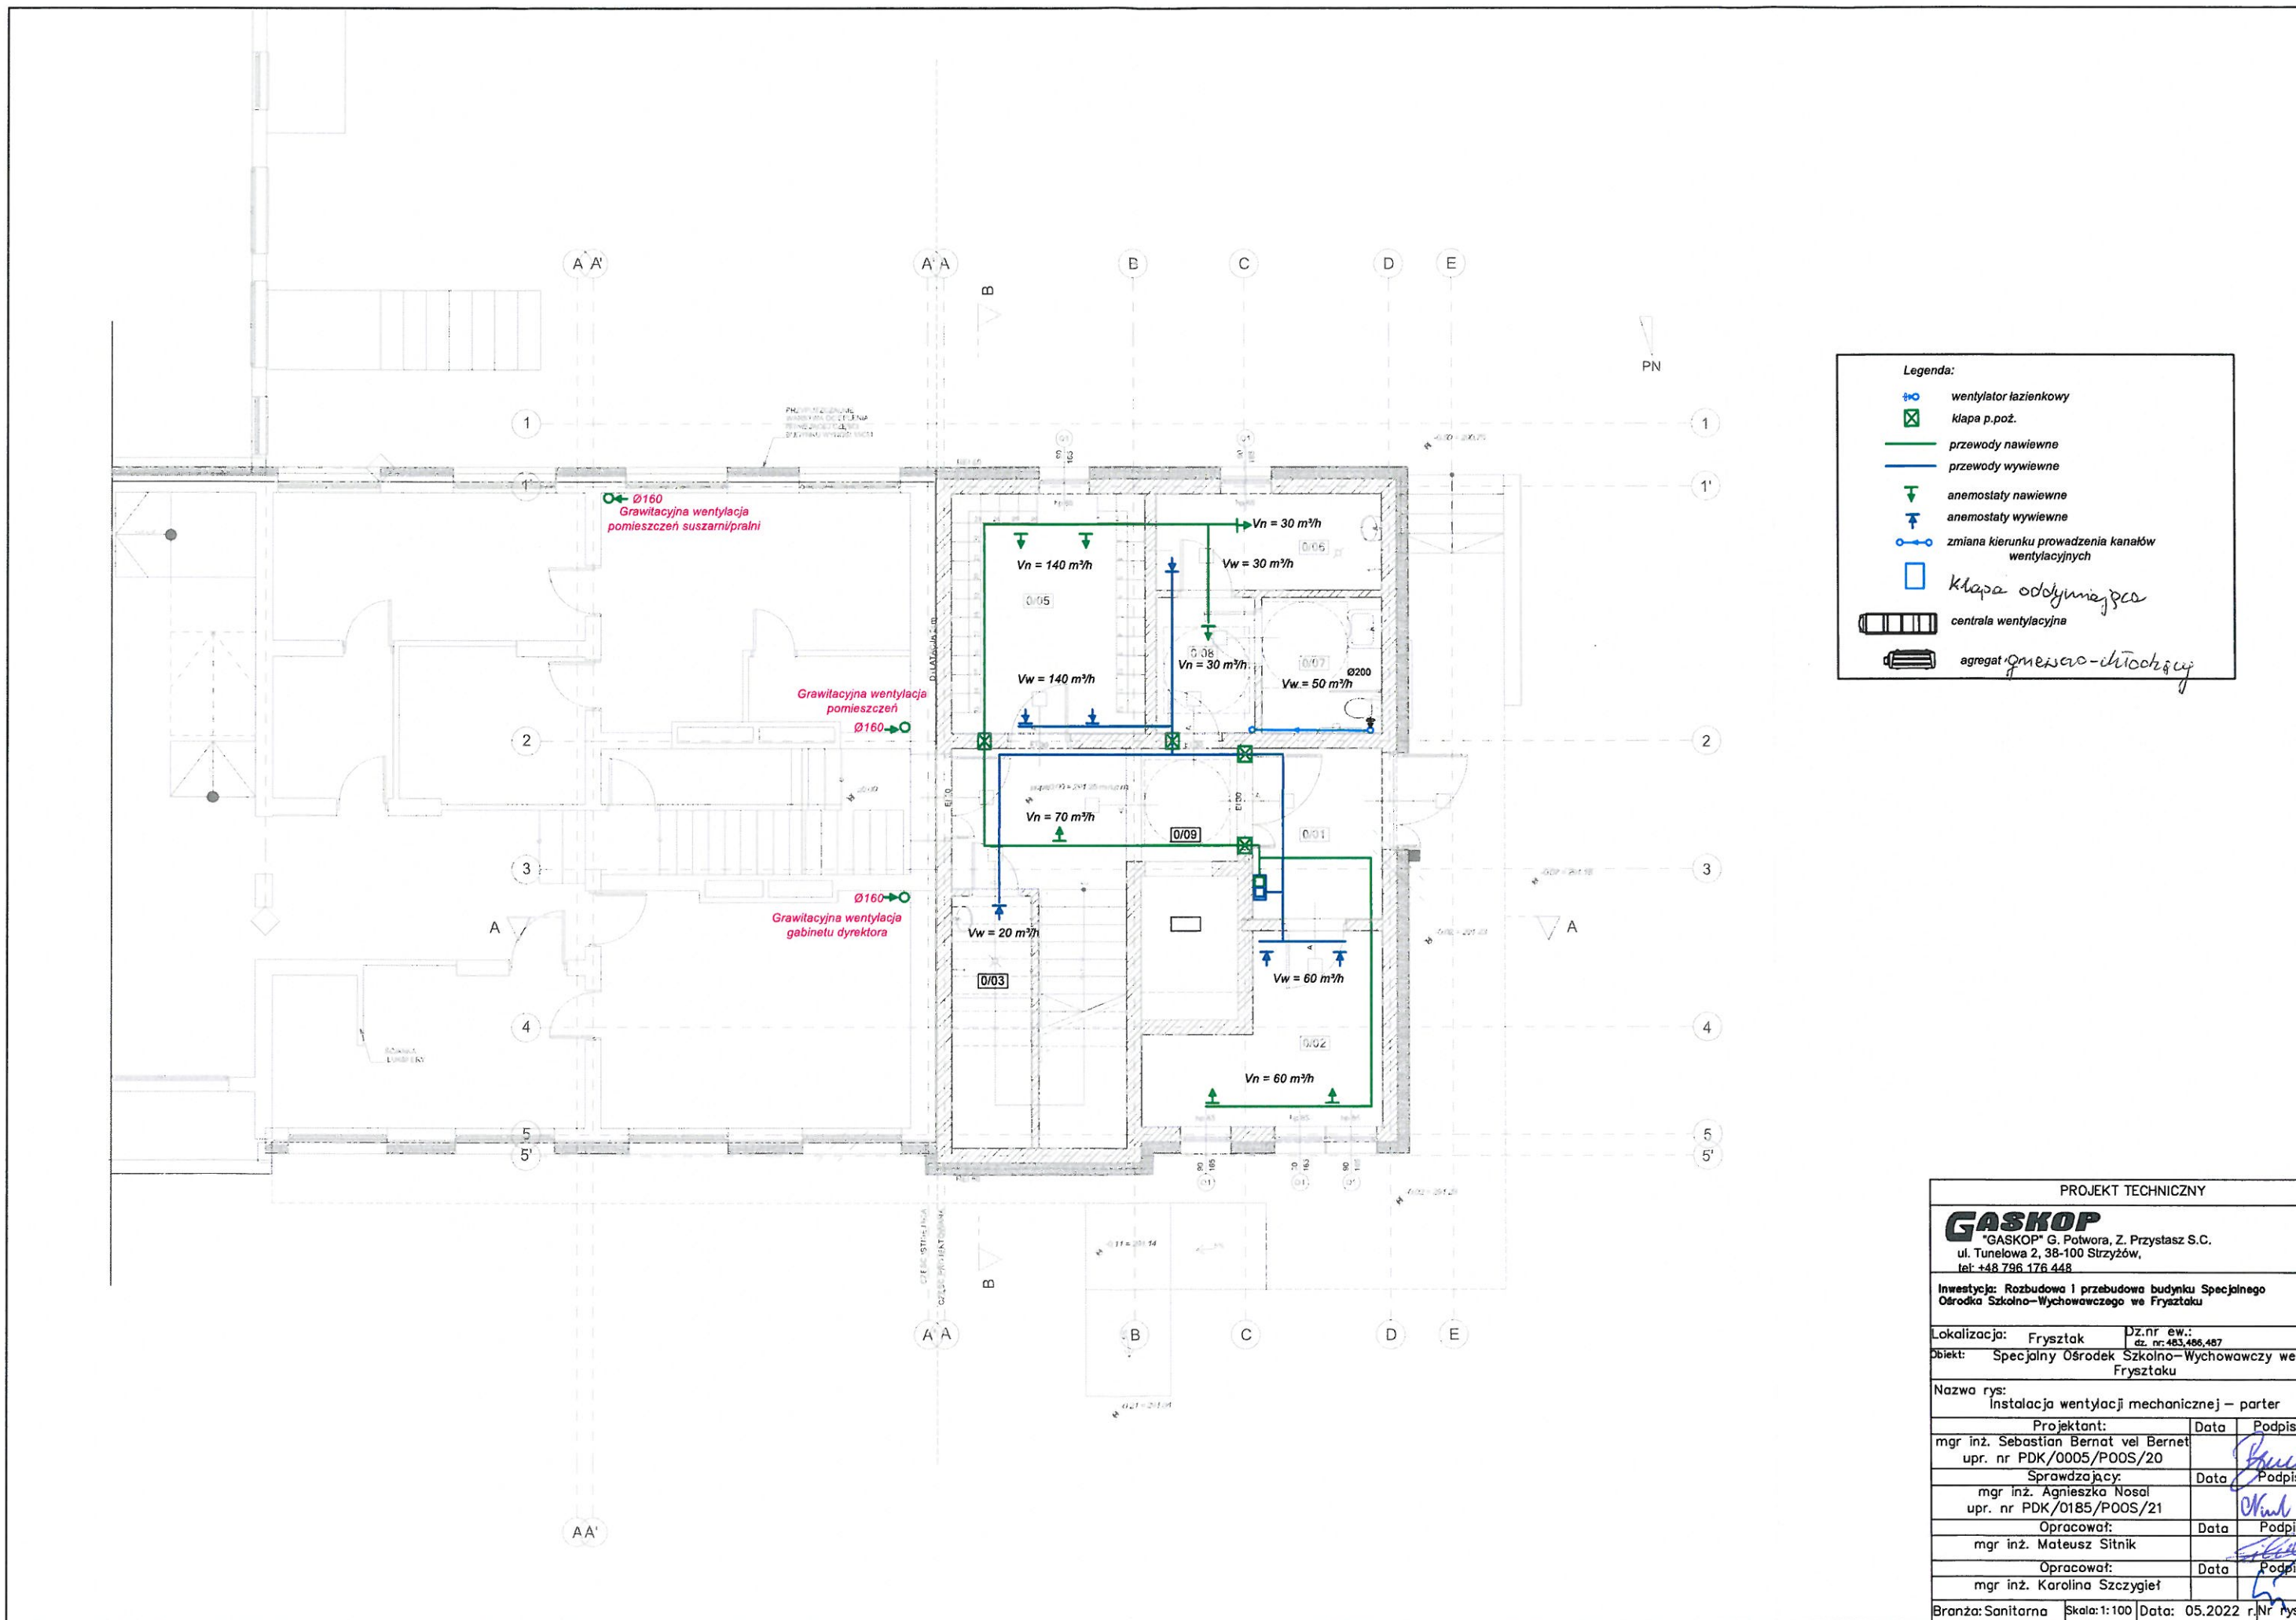 A A'
A' A
B
C
D
E
B
PN
1
1
1'
1'
Ø160
Grawitacyjna wentylacja
pomieszczeń suszarni/pralni
Vn = 30 m³/h
0/06
Vn = 140 m³/h
Vw = 30 m³/h
0/05
0/08
Vn = 30 m³/h
0/07
Ø200
Vw = 140 m³/h
Vw = 50 m³/h
Grawitacyjna wentylacja
pomieszczeń
Ø160
2
2
Vn = 70 m³/h
0/09
0/01
3
3
Ø160
Grawitacyjna wentylacja
gabinetu dyrektora
A
A
Vw = 20 m³/h
0/03
Vw = 60 m³/h
4
4
0/02
Vn = 60 m³/h
5
5
5'
5'
B
A' A
B
C
D
E
A A'
Legenda:
wentylator łazienkowy
klapa p.poż.
przewody nawiewne
przewody wywiewne
anemostaty nawiewne
anemostaty wywiewne
zmiana kierunku prowadzenia kanałów
wentylacyjnych
klapa oddymiająca
centrala wentylacyjna
agregat
PROJEKT TECHNICZNY
GASKOP
"GASKOP" G. Potwora, Z. Przystasz S.C.
ul. Tunelowa 2, 38-100 Strzyżów,
tel: +48 796 176 448
Inwestycja: Rozbudowa i przebudowa budynku Specjalnego
Ośrodka Szkolno-Wychowawczego we Frysztaku
Lokalizacja: Frysztak Dz.nr ew.:
dz. nr: 483,486,487
Obiekt: Specjalny Ośrodek Szkolno-Wychowawczy we
Frysztaku
Nazwa rys:
Instalacja wentylacji mechanicznej – parter
Projektant: Data Podpis
mgr inż. Sebastian Bernat vel Bernet
upr. nr PDK/0005/POOS/20
Sprawdzający: Data Podpis
mgr inż. Agnieszka Nosal
upr. nr PDK/0185/POOS/21
Opracował: Data Podpi
mgr inż. Mateusz Sitnik
Opracował: Data Podpi
mgr inż. Karolina Szczygieł
Branża: Sanitarna Skala: 1:100 Data: 05.2022 r. Nr